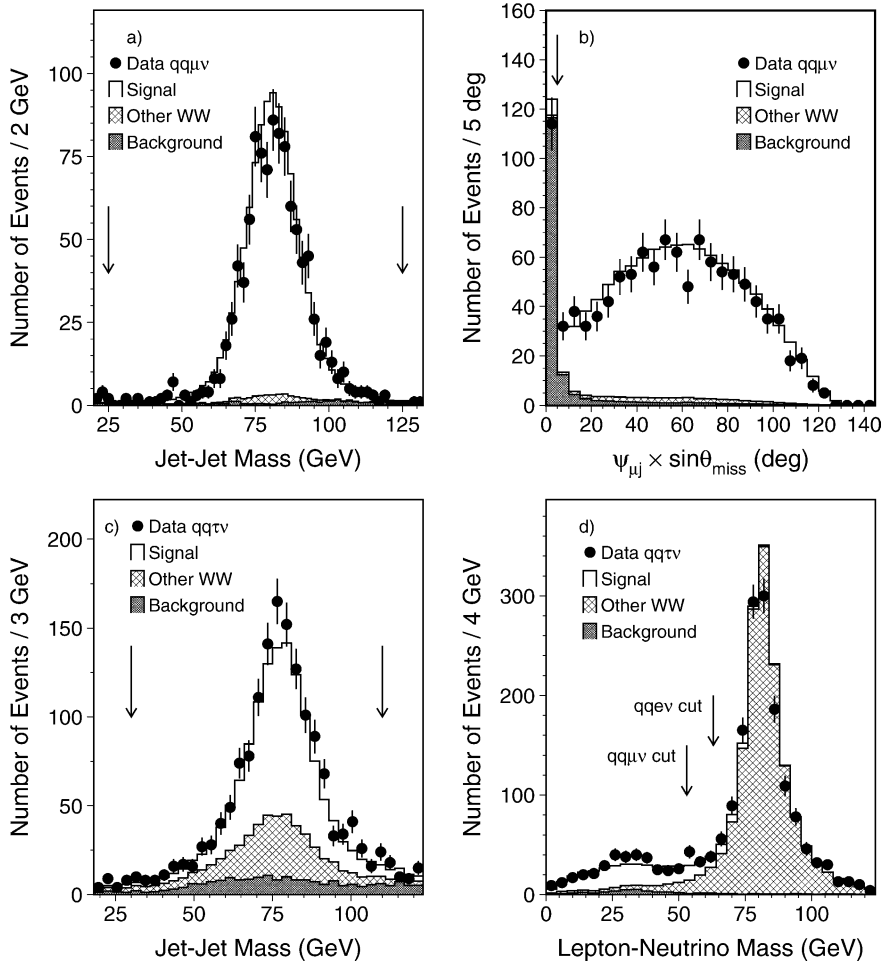 a)
Data qqμν
Signal
Other WW
Background
Number of Events / 2 GeV
100
75
50
25
0
25 50 75 100 125
Jet-Jet Mass (GeV)
b)
Data qqμν
Signal
Other WW
Background
Number of Events / 5 deg
160
140
120
100
80
60
40
20
0
0 20 40 60 80 100 120 140
ψμj × sinθmiss (deg)
c)
Data qqτν
Signal
Other WW
Background
Number of Events / 3 GeV
200
150
100
50
0
25 50 75 100
Jet-Jet Mass (GeV)
d)
Data qqτν
Signal
Other WW
Background
qqeν cut
qqμν cut
Number of Events / 4 GeV
300
200
100
0
0 25 50 75 100
Lepton-Neutrino Mass (GeV)